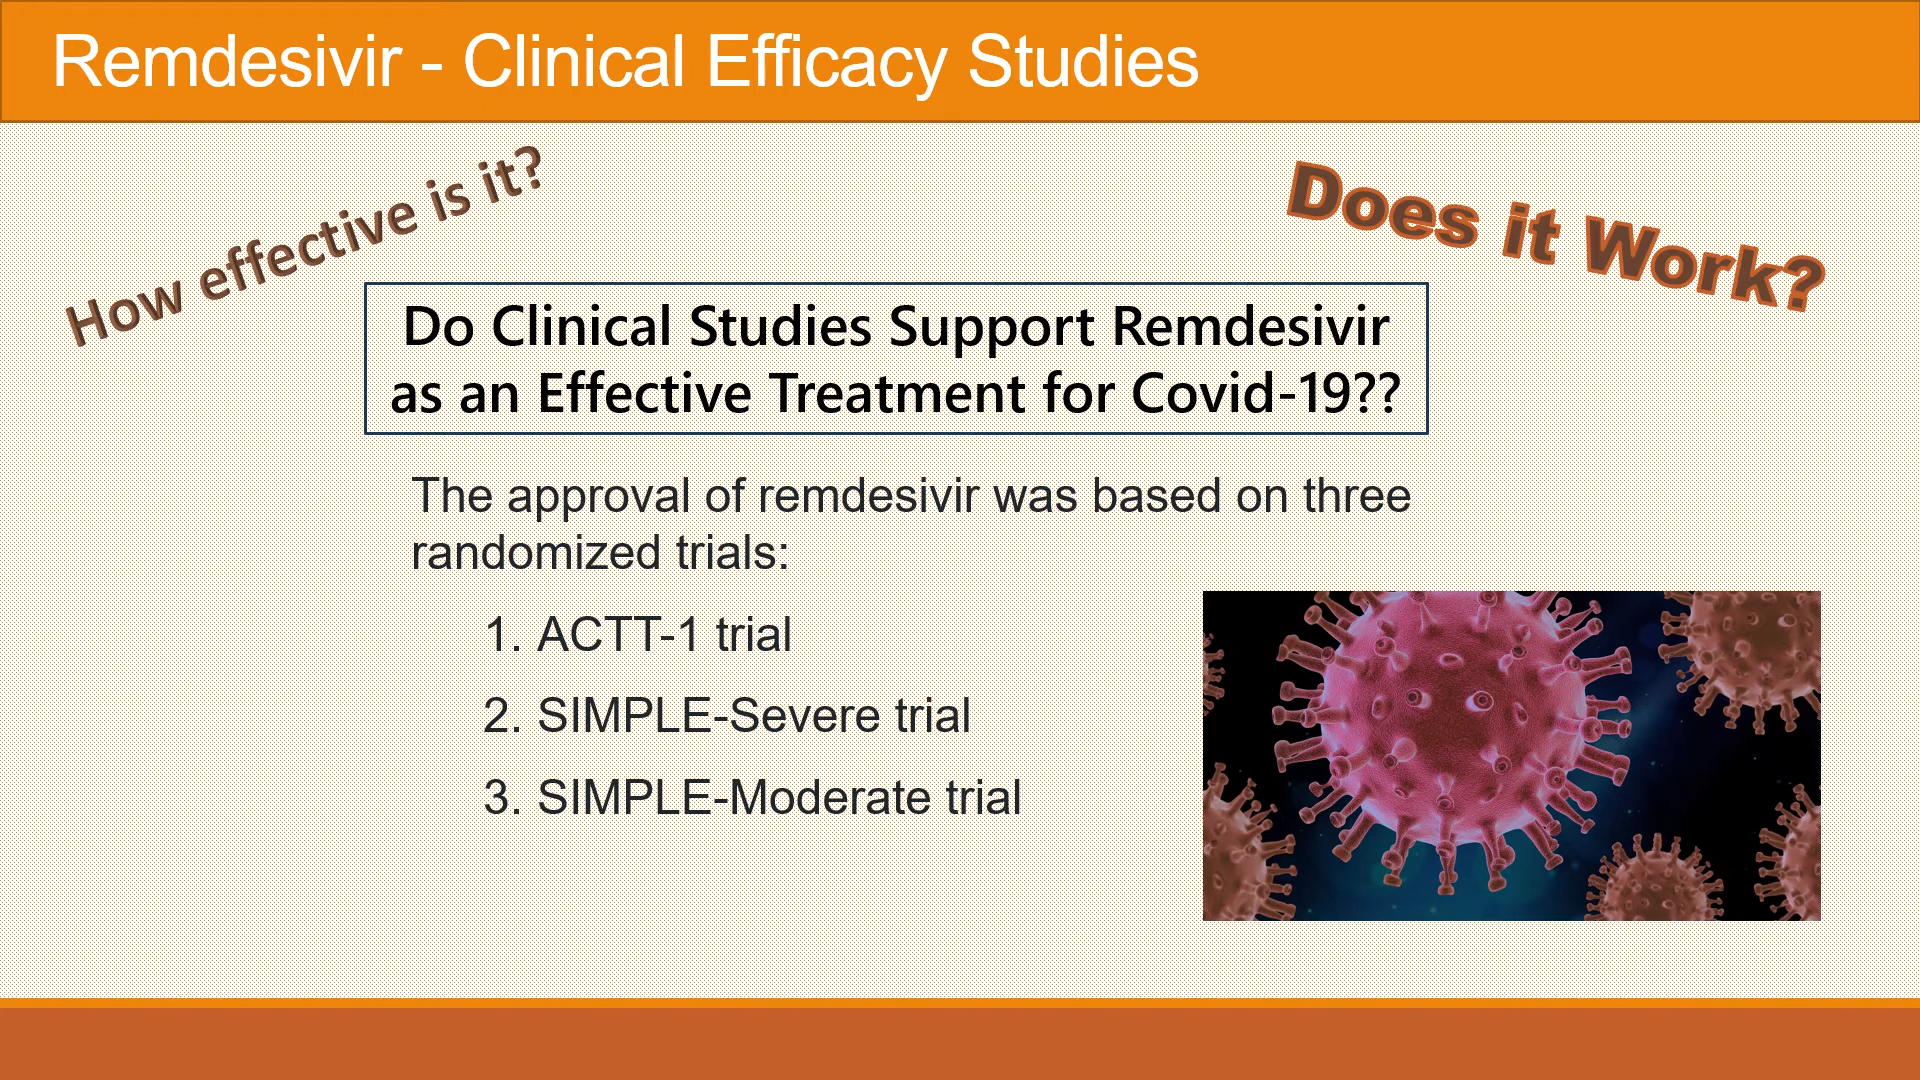 Remdesivir - Clinical Efficacy Studies
How effective is it?
Does it Work?
Do Clinical Studies Support Remdesivir
as an Effective Treatment for Covid-19??
The approval of remdesivir was based on three
randomized trials:
1. ACTT-1 trial
2. SIMPLE-Severe trial
3. SIMPLE-Moderate trial